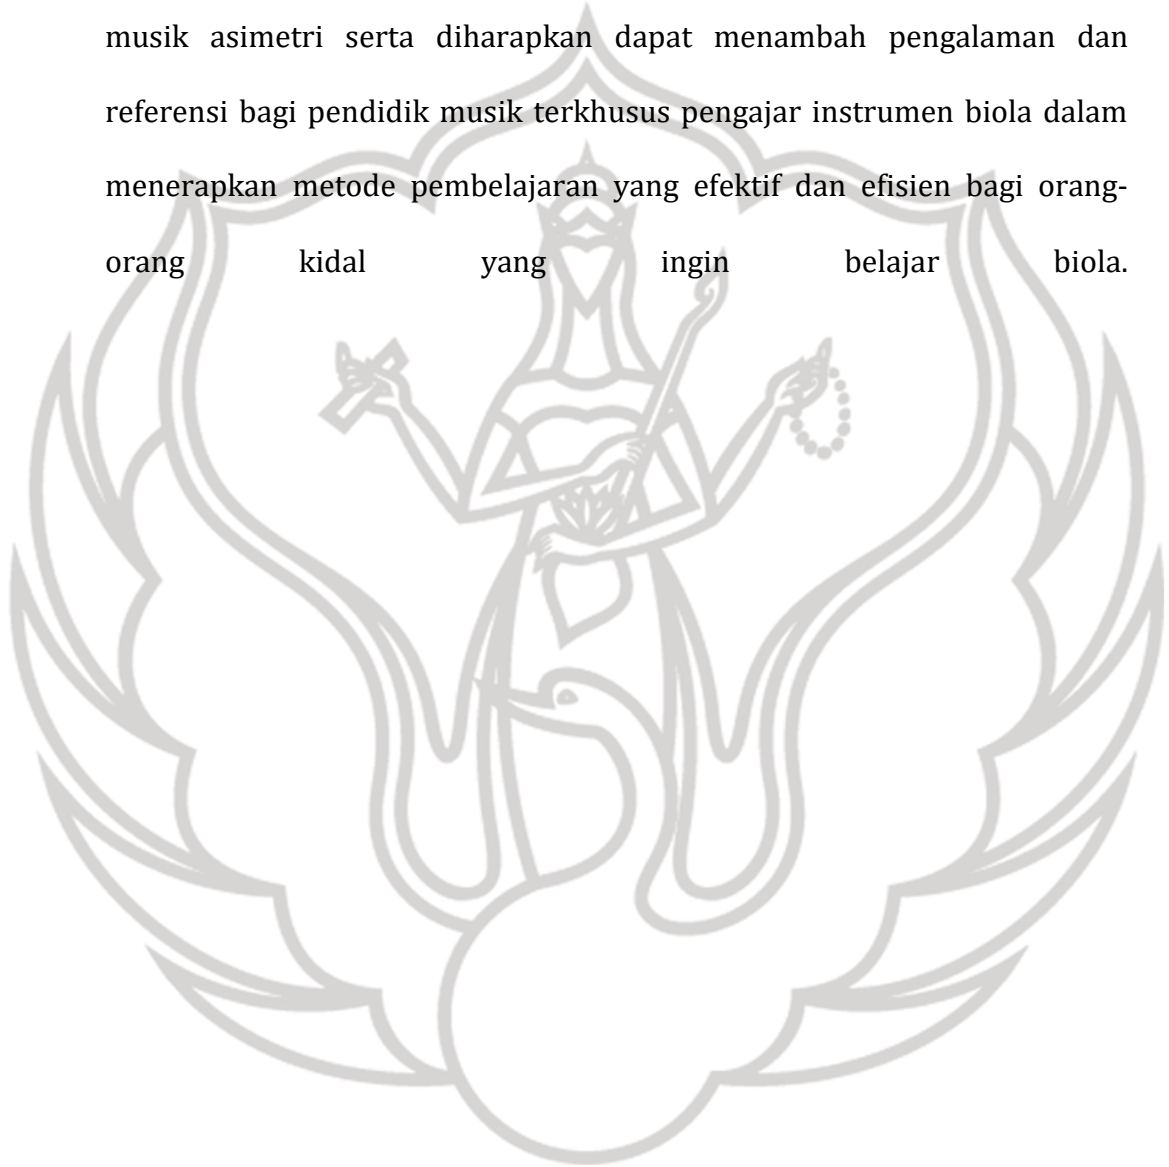 musik asimetri serta diharapkan dapat menambah pengalaman dan
referensi bagi pendidik musik terkhusus pengajar instrumen biola dalam
menerapkan metode pembelajaran yang efektif dan efisien bagi orang-
orang kidal yang ingin belajar biola.